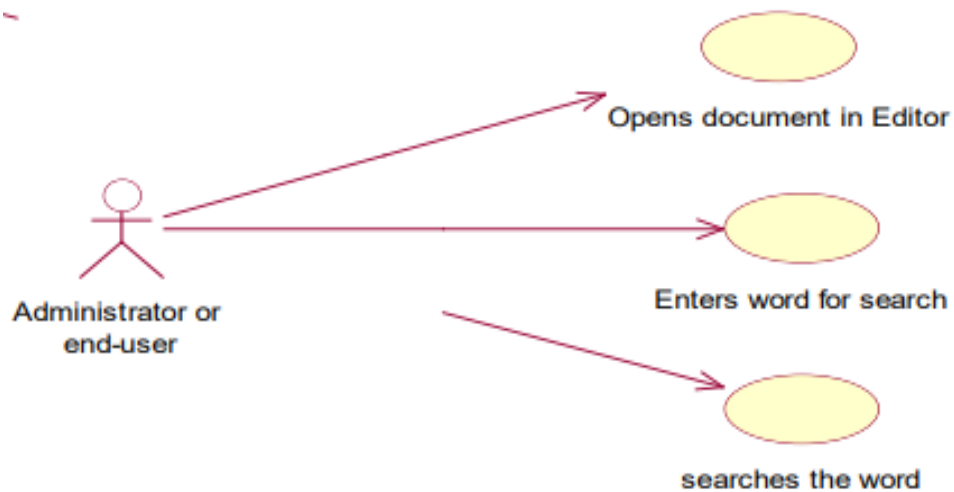 Opens document in Editor
Enters word for search
Administrator or
end-user
searches the word